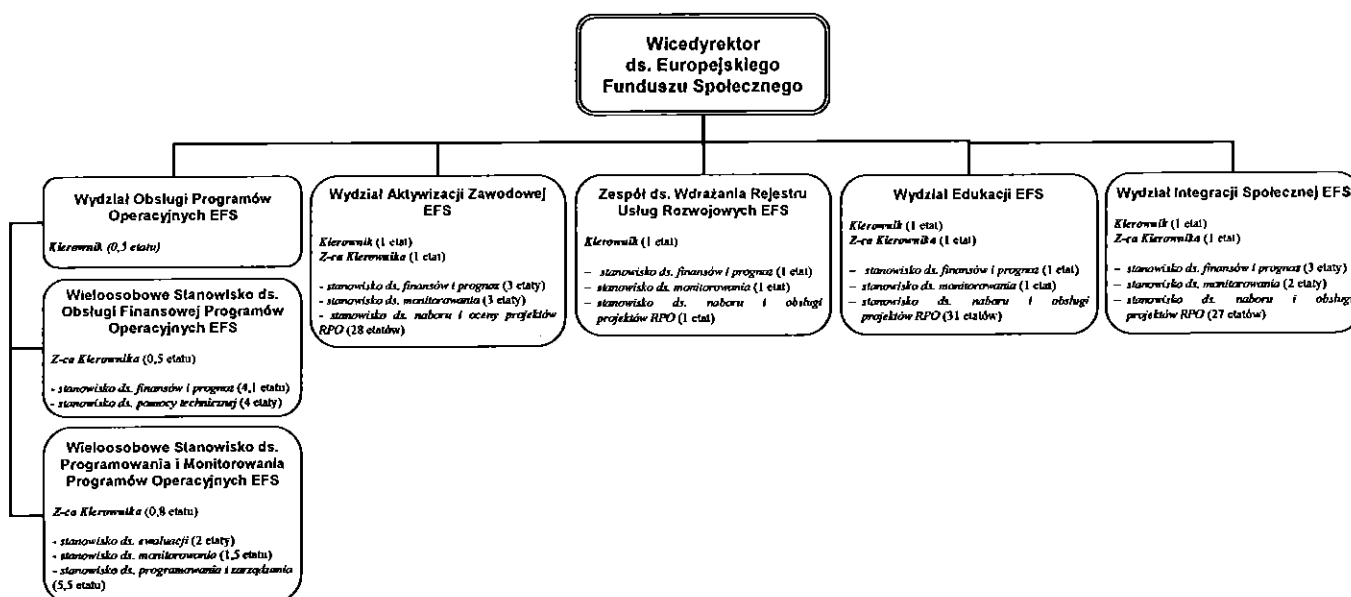 Wicedyrektor
ds. Europejskiego
Funduszu Społecznego
Wydział Obsługi Programów
Operacyjnych EFS
Kierownik (0,5 etatu)
Wieloosobowe Stanowisko ds.
Obsługi Finansowej Programów
Operacyjnych EFS
Z-ca Kierownika (0,5 etatu)
- stanowisko ds. finansów i prognoz (4,1 etatu)
- stanowisko ds. pomocy technicznej (4 etaty)
Wieloosobowe Stanowisko ds.
Programowania i Monitorowania
Programów Operacyjnych EFS
Z-ca Kierownika (0,8 etatu)
- stanowisko ds. ewaluacji (2 etaty)
- stanowisko ds. monitorowania (1,5 etatu)
- stanowisko ds. programowania i zarządzania
(5,5 etatu)
Wydział Aktywizacji Zawodowej
EFS
Kierownik (1 etat)
Z-ca Kierownika (1 etat)
- stanowisko ds. finansów i prognoz (3 etaty)
- stanowisko ds. monitorowania (3 etaty)
- stanowisko ds. naboru i oceny projektów
RPO (28 etatów)
Zespół ds. Wdrażania Rejestru
Usług Rozwojowych EFS
Kierownik (1 etat)
– stanowisko ds. finansów i prognoz (1 etat)
– stanowisko ds. monitorowania (1 etat)
– stanowisko ds. naboru i obsługi
projektów RPO (1 etat)
Wydział Edukacji EFS
Kierownik (1 etat)
Z-ca Kierownika (1 etat)
– stanowisko ds. finansów i prognoz (1 etat)
– stanowisko ds. monitorowania (1 etat)
– stanowisko ds. naboru i obsługi
projektów RPO (31 etatów)
Wydział Integracji Społecznej EFS
Kierownik (1 etat)
Z-ca Kierownika (1 etat)
– stanowisko ds. finansów i prognoz (3 etaty)
– stanowisko ds. monitorowania (2 etaty)
– stanowisko ds. naboru i obsługi
projektów RPO (27 etatów)